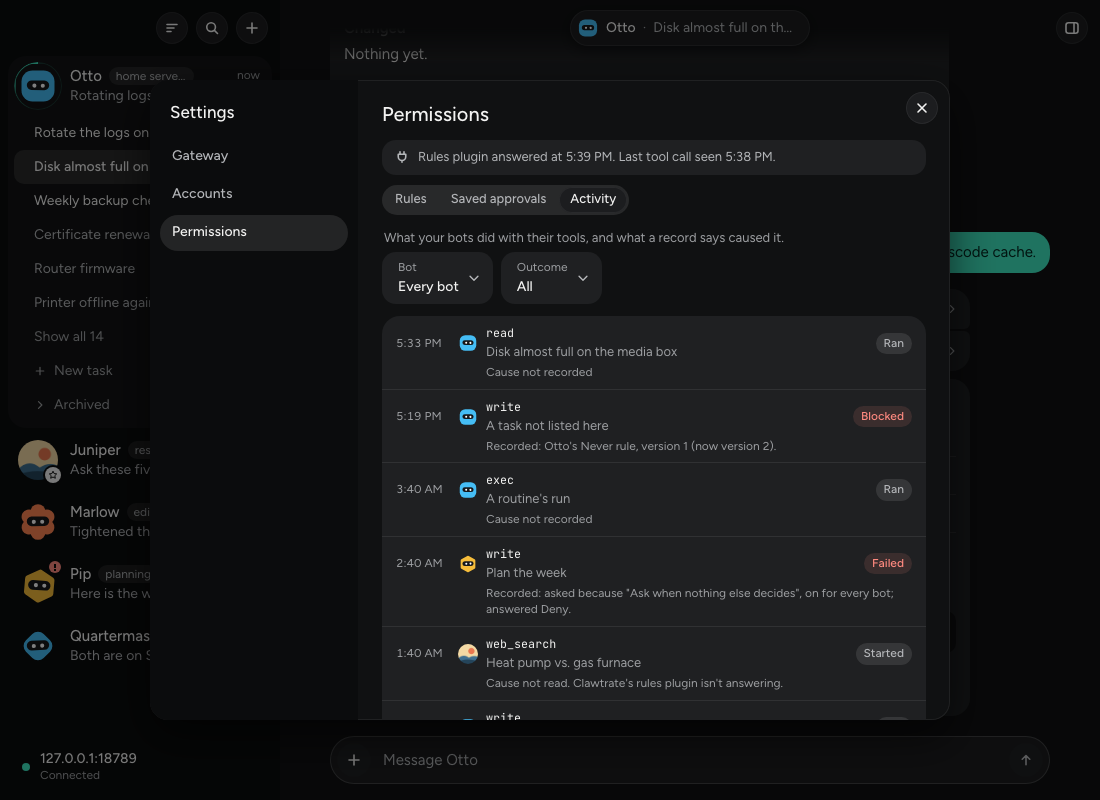 Otto · Disk almost full on th...
Nothing yet.
Otto home serve... now
Rotating logs
Rotate the logs on
Disk almost full on
Weekly backup che
Certificate renewa
Router firmware
Printer offline again
Show all 14
New task
Archived
Juniper res
Ask these fiv
Marlow edi
Tightened th
Pip planning
Here is the w
Quartermas
Both are on S
127.0.0.1:18789
Connected
Settings
Gateway
Accounts
Permissions
Permissions
Rules plugin answered at 5:39 PM. Last tool call seen 5:38 PM.
Rules Saved approvals Activity
What your bots did with their tools, and what a record says caused it.
Bot
Every bot
Outcome
All
read
5:33 PM
Disk almost full on the media box
Ran
Cause not recorded
write
5:19 PM
A task not listed here
Blocked
Recorded: Otto's Never rule, version 1 (now version 2).
exec
3:40 AM
A routine's run
Ran
Cause not recorded
write
2:40 AM
Plan the week
Failed
Recorded: asked because "Ask when nothing else decides", on for every bot;
answered Deny.
web_search
1:40 AM
Heat pump vs. gas furnace
Started
Cause not read. Clawtrate's rules plugin isn't answering.
write
scode cache.
Message Otto